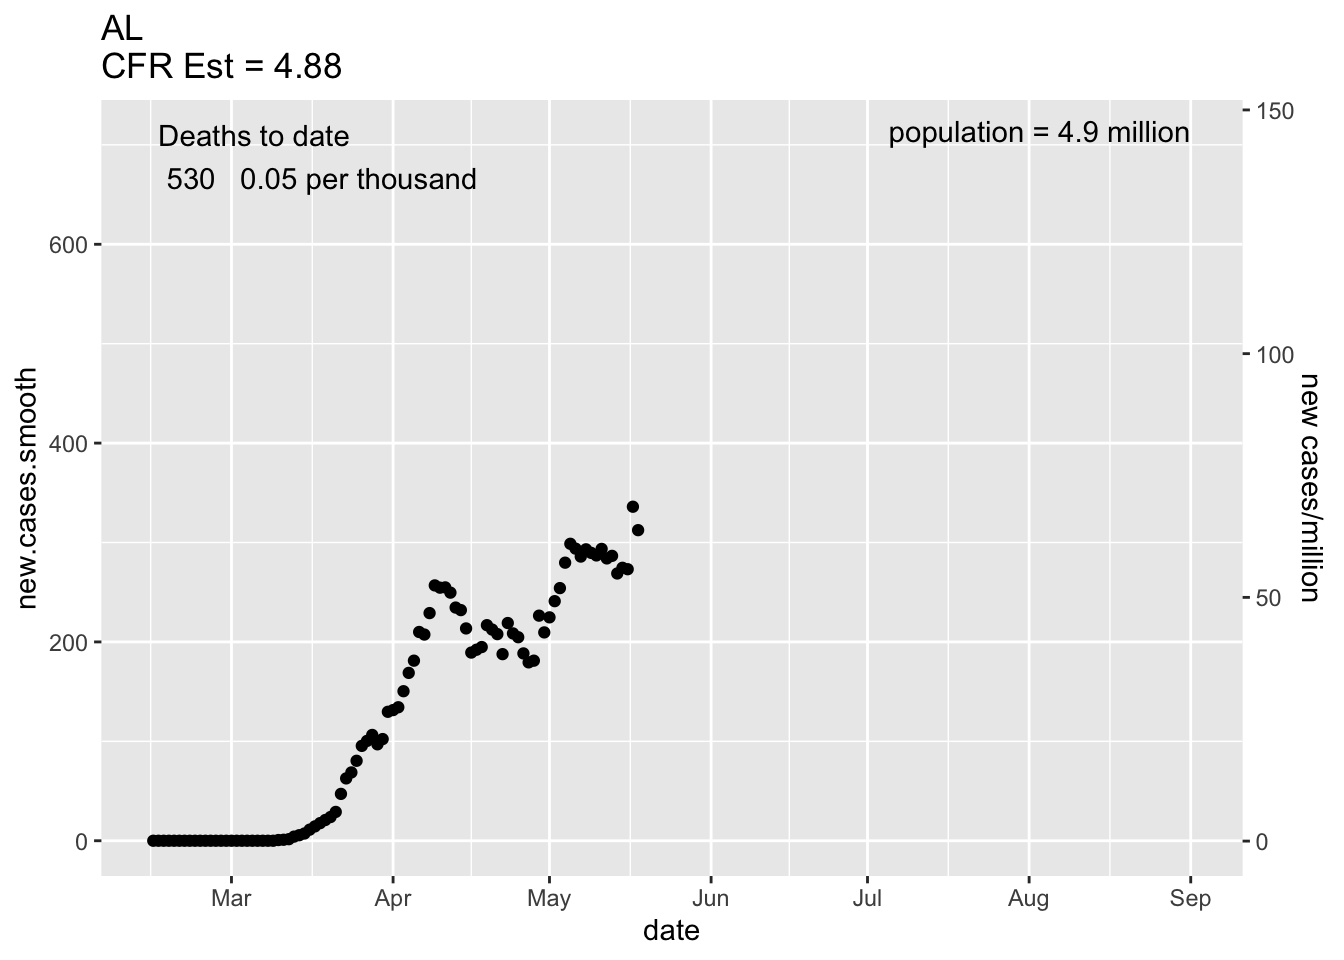 AL
CFR Est = 4.88
Deaths to date
530 0.05 per thousand
population = 4.9 million
new.cases.smooth
600
400
200
0
150
100
50
0
new cases/million
Mar Apr May Jun Jul Aug Sep
date